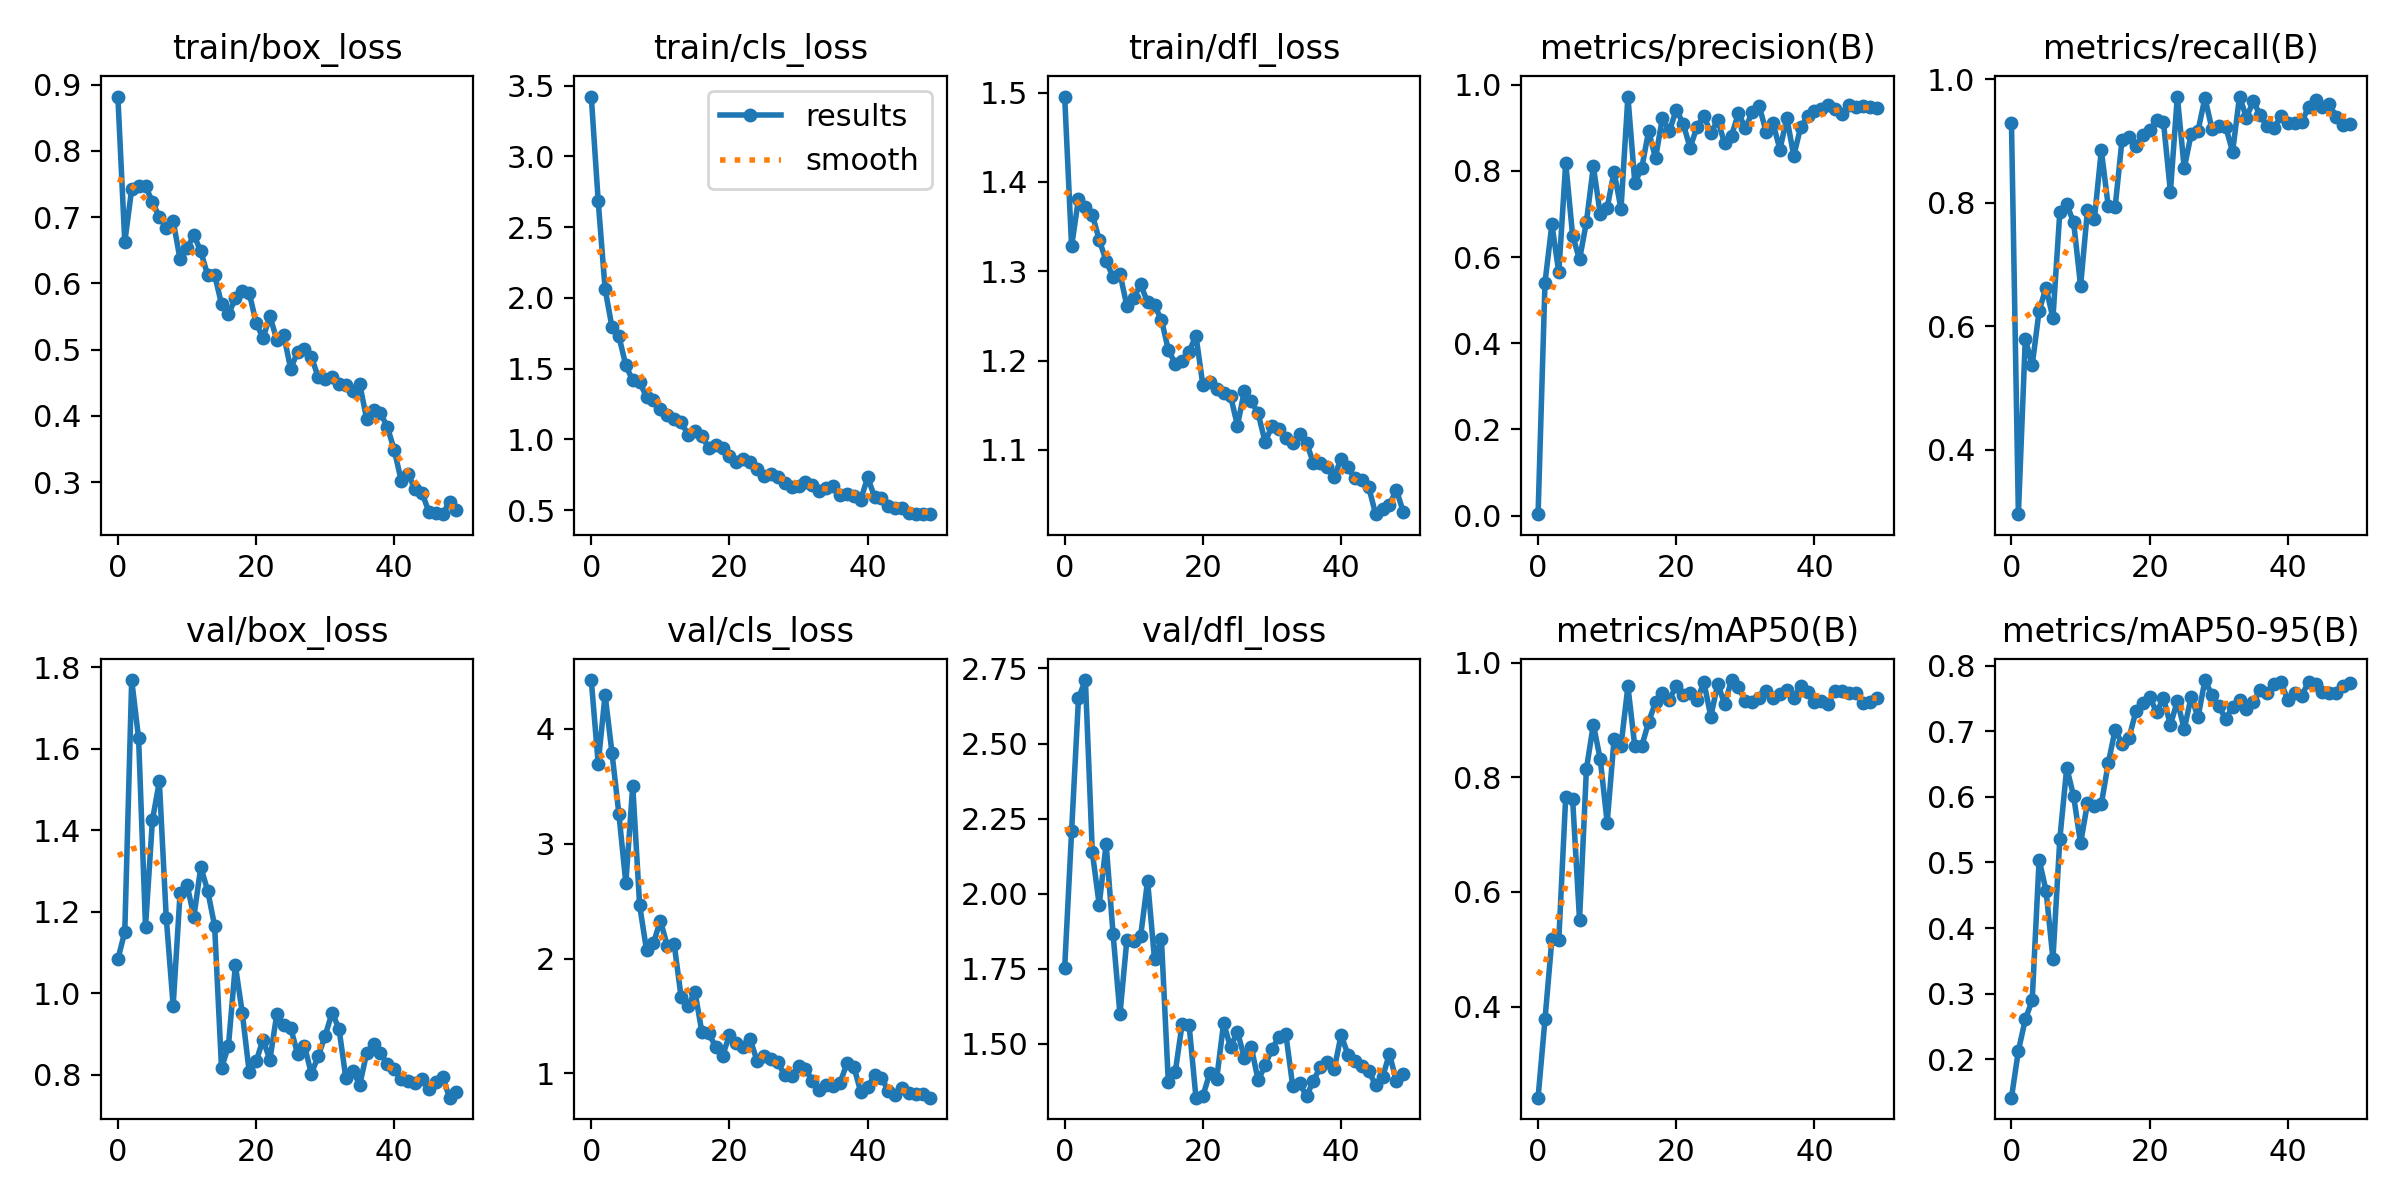 train/box_loss
train/cls_loss
train/dfl_loss
metrics/precision(B)
metrics/recall(B)
0.9
0.8
0.7
0.6
0.5
0.4
0.3
0 20 40
3.5
3.0
2.5
2.0
1.5
1.0
0.5
0 20 40
results
smooth
1.5
1.4
1.3
1.2
1.1
0 20 40
1.0
0.8
0.6
0.4
0.2
0.0
0 20 40
1.0
0.8
0.6
0.4
0 20 40
val/box_loss
val/cls_loss
val/dfl_loss
metrics/mAP50(B)
metrics/mAP50-95(B)
1.8
1.6
1.4
1.2
1.0
0.8
0 20 40
4
3
2
1
0 20 40
2.75
2.50
2.25
2.00
1.75
1.50
0 20 40
1.0
0.8
0.6
0.4
0 20 40
0.8
0.7
0.6
0.5
0.4
0.3
0.2
0 20 40